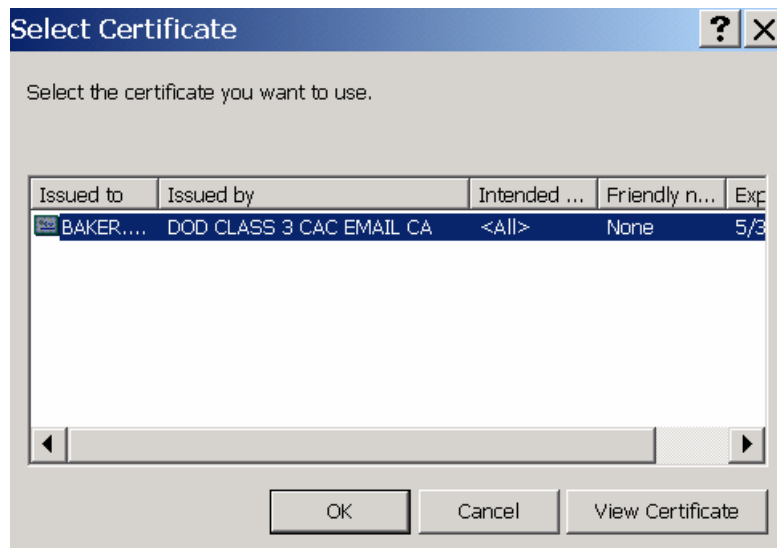 Select Certificate
Select the certificate you want to use.
Issued to Issued by Intended ... Friendly n... Exp
BAKER.... DOD CLASS 3 CAC EMAIL CA <All> None 5/3
OK Cancel View Certificate